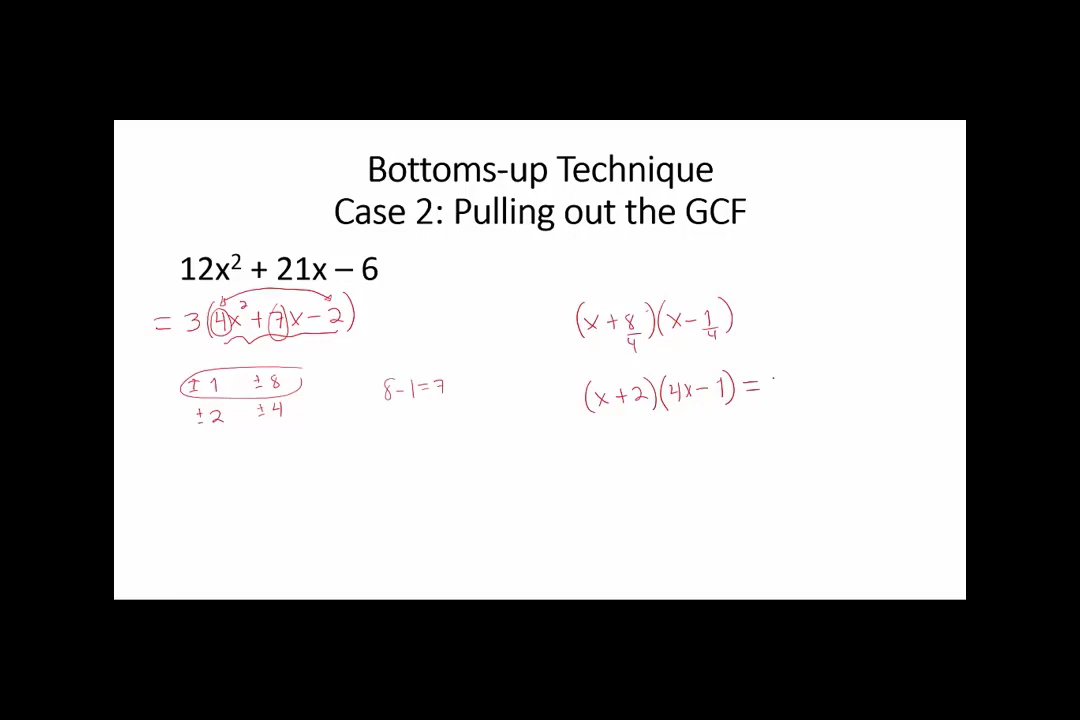 Bottoms-up Technique
Case 2: Pulling out the GCF
12x² + 21x – 6
= 3(4x² + 7x - 2)
± 1 ± 8
± 2 ± 4
8 - 1 = 7
(x + 8/4)(x - 1/4)
(x + 2)(4x - 1) =